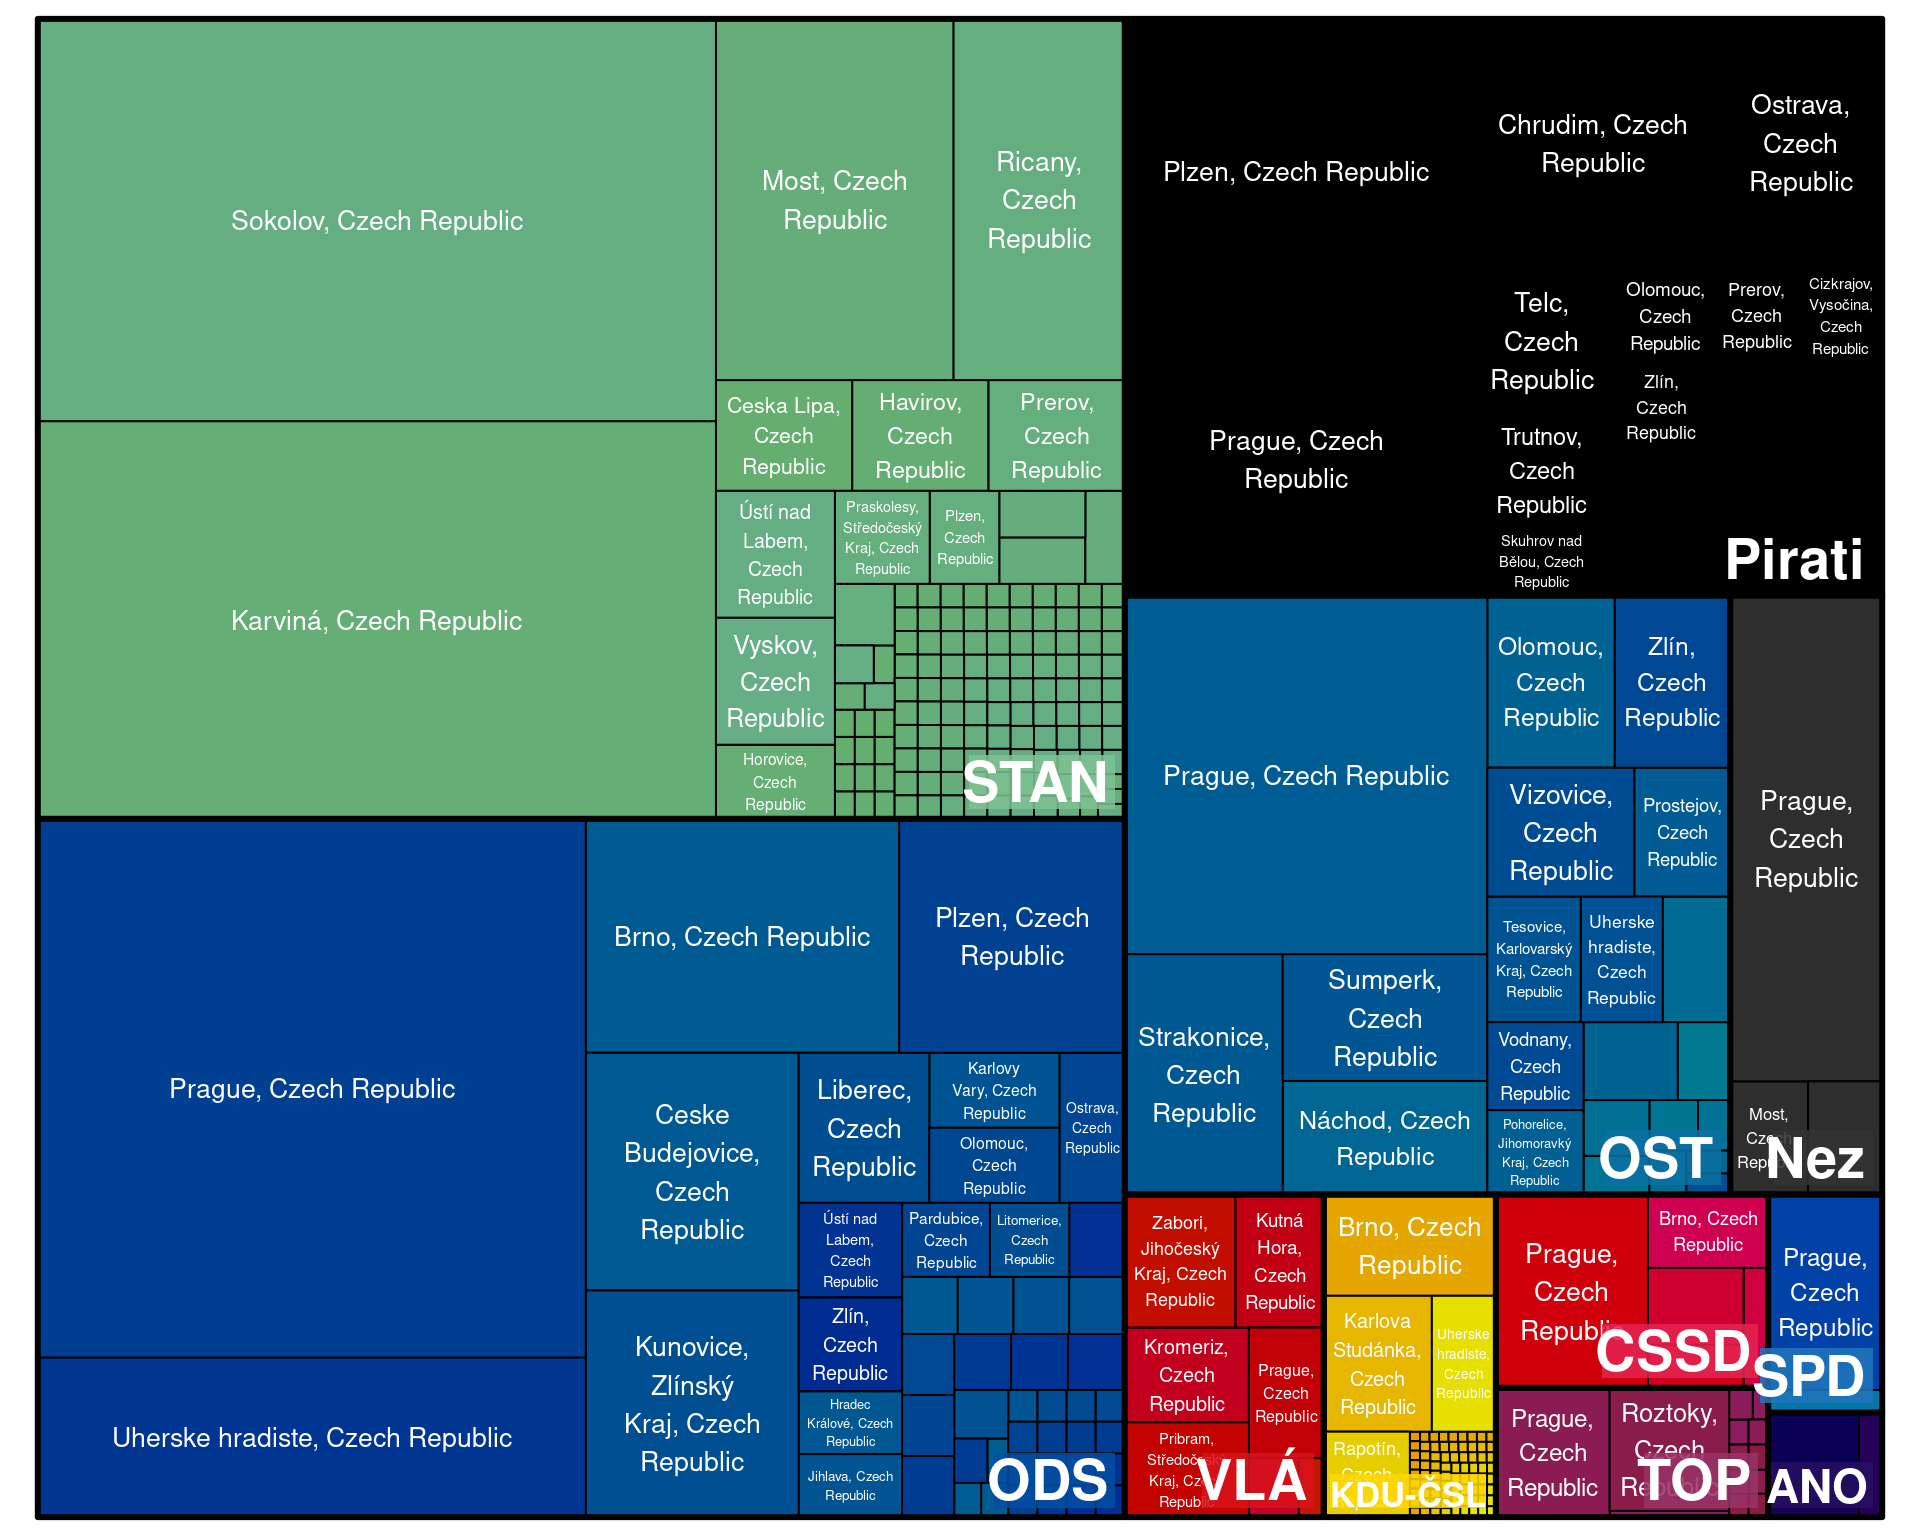 Sokolov, Czech Republic
Most, Czech
Republic
Ricany,
Czech
Republic
Karviná, Czech Republic
Ceska Lipa,
Czech
Republic
Havirov,
Czech
Republic
Prerov,
Czech
Republic
Ústí nad
Labem,
Czech
Republic
Praskolesy,
Středočeský
Kraj, Czech
Republic
Plzen,
Czech
Republic
Vyskov,
Czech
Republic
Horovice,
Czech
Republic
STAN
Plzen, Czech Republic
Chrudim, Czech
Republic
Ostrava,
Czech
Republic
Prague, Czech
Republic
Telc,
Czech
Republic
Olomouc,
Czech
Republic
Prerov,
Czech
Republic
Cizkrajov,
Vysočina,
Czech
Republic
Zlín,
Czech
Republic
Trutnov,
Czech
Republic
Skuhrov nad
Bělou, Czech
Republic
Pirati
Prague, Czech Republic
Uherske hradiste, Czech Republic
Brno, Czech Republic
Plzen, Czech
Republic
Ceske
Budejovice,
Czech
Republic
Kunovice,
Zlínský
Kraj, Czech
Republic
Liberec,
Czech
Republic
Karlovy
Vary, Czech
Republic
Olomouc,
Czech
Republic
Ostrava,
Czech
Republic
Ústí nad
Labem,
Czech
Republic
Pardubice,
Czech
Republic
Litomerice,
Czech
Republic
Zlín,
Czech
Republic
Hradec
Králové, Czech
Republic
Jihlava, Czech
Republic
ODS
Prague, Czech Republic
Strakonice,
Czech
Republic
Sumperk,
Czech
Republic
Náchod, Czech
Republic
Olomouc,
Czech
Republic
Zlín,
Czech
Republic
Vizovice,
Czech
Republic
Prostejov,
Czech
Republic
Tesovice,
Karlovarský
Kraj, Czech
Republic
Uherske
hradiste,
Czech
Republic
Vodnany,
Czech
Republic
Pohorelice,
Jihomoravký
Kraj, Czech
Republic
OST
Prague,
Czech
Republic
Most,
Czech
Republic
Nez
Zabori,
Jihočeský
Kraj, Czech
Republic
Kutná
Hora,
Czech
Republic
Kromeriz,
Czech
Republic
Prague,
Czech
Republic
Pribram,
Středočeský
Kraj, Czech
Republic
VLÁ
Brno, Czech
Republic
Karlova
Studánka,
Czech
Republic
Uherske
hradiste,
Czech
Republic
Rapotín,
Czech
KDU-ČSL
Prague,
Czech
Republic
Brno, Czech
Republic
CSSD
Prague,
Czech
Republic
SPD
Prague,
Czech
Republic
Roztoky,
Czech
Republic
TOP
ANO